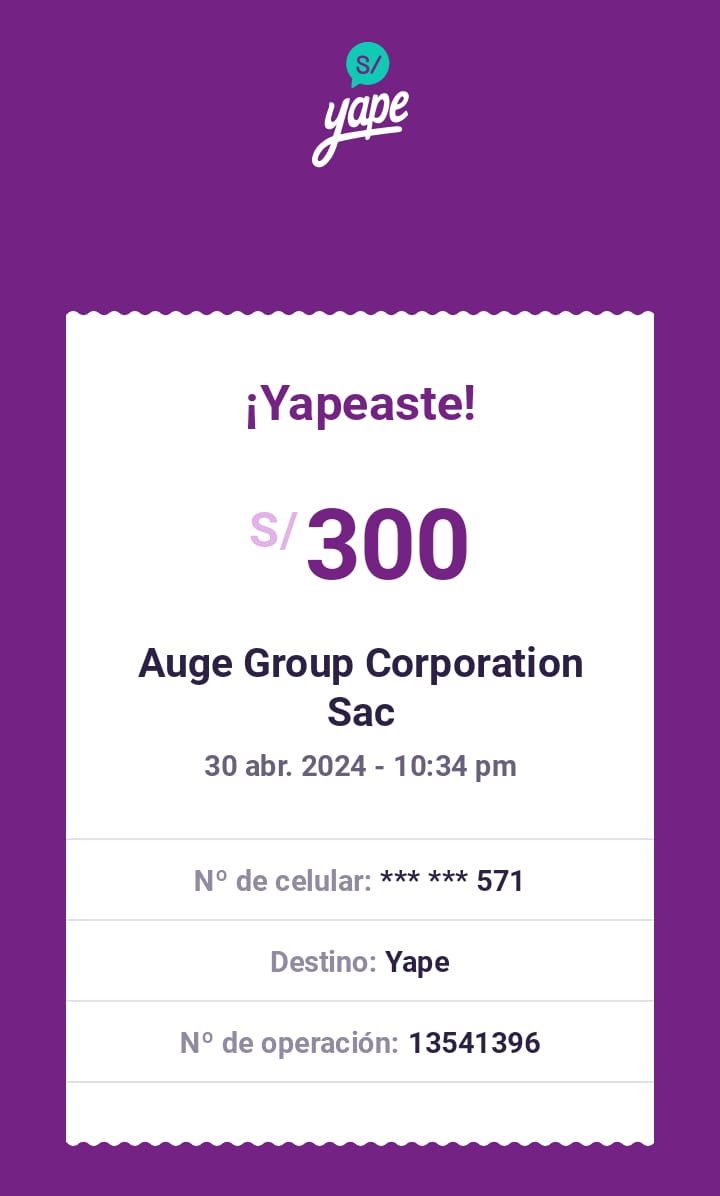 S/
yape
¡Yapeaste!
S/ 300
Auge Group Corporation
Sac
30 abr. 2024 - 10:34 pm
Nº de celular: *** *** 571
Destino: Yape
Nº de operación: 13541396